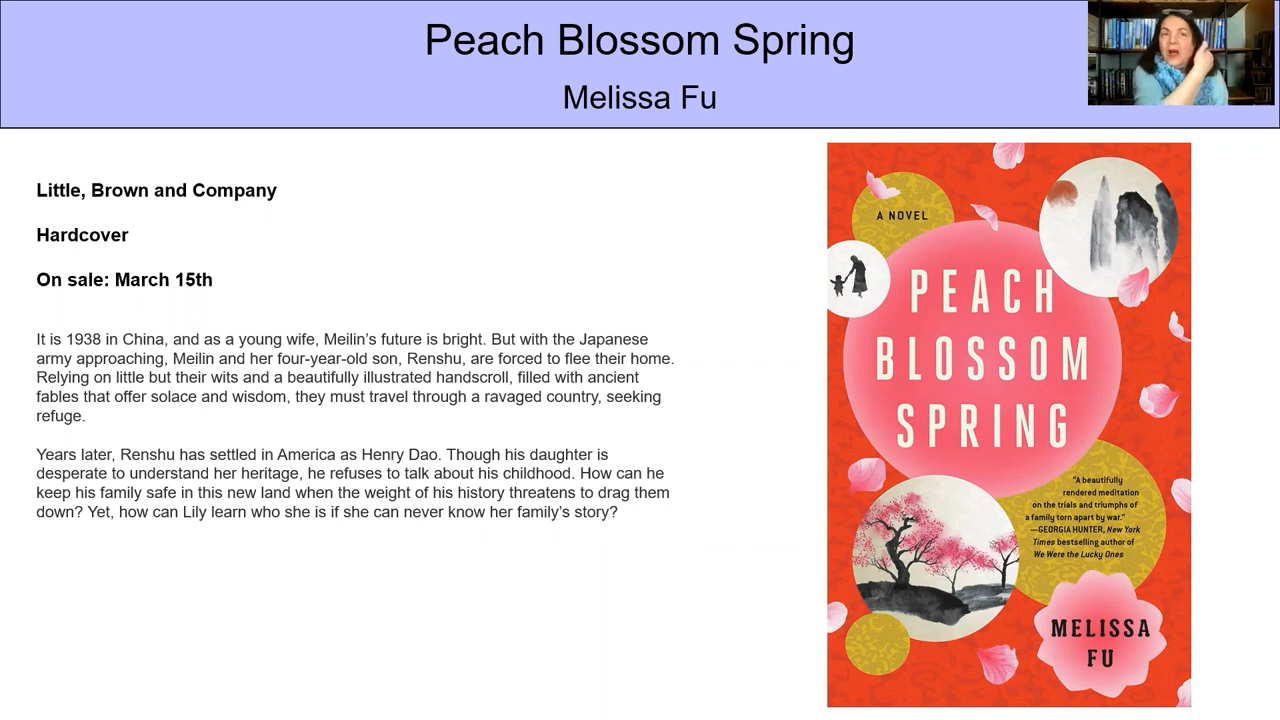 Peach Blossom Spring
Melissa Fu
Little, Brown and Company
Hardcover
On sale: March 15th
It is 1938 in China, and as a young wife, Meilin’s future is bright. But with the Japanese
army approaching, Meilin and her four-year-old son, Renshu, are forced to flee their home.
Relying on little but their wits and a beautifully illustrated handscroll, filled with ancient
fables that offer solace and wisdom, they must travel through a ravaged country, seeking
refuge.
Years later, Renshu has settled in America as Henry Dao. Though his daughter is
desperate to understand her heritage, he refuses to talk about his childhood. How can he
keep his family safe in this new land when the weight of his history threatens to drag them
down? Yet, how can Lily learn who she is if she can never know her family’s story?
A NOVEL
PEACH
BLOSSOM
SPRING
"A beautifully
rendered meditation
on the trials and triumphs of
a family torn apart by war."
—GEORGIA HUNTER, New York
Times bestselling author of
We Were the Lucky Ones
MELISSA
FU